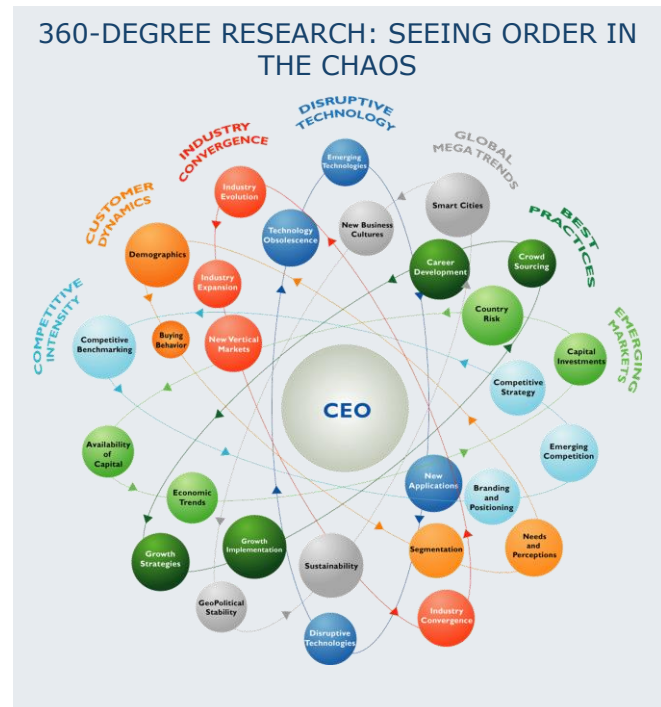 360-DEGREE RESEARCH: SEEING ORDER IN
THE CHAOS
DISRUPTIVE
TECHNOLOGY
INDUSTRY
CONVERGENCE
GLOBAL
MEGA TRENDS
CUSTOMER
DYNAMICS
BEST
PRACTICES
COMPETITIVE
INTENSITY
EMERGING
MARKETS
Emerging
Technologies
Industry
Evolution
Smart Cities
Technology
Obsolescence
New Business
Cultures
Demographics
Career
Development
Crowd
Sourcing
Industry
Expansion
Country
Risk
Competitive
Benchmarking
Buying
Behavior
New Vertical
Markets
Capital
Investments
Competitive
Strategy
CEO
Availability
of
Capital
Emerging
Competition
Economic
Trends
New
Applications
Branding
and
Positioning
Growth
Strategies
Growth
Implementation
Sustainability
Segmentation
Needs
and
Perceptions
GeoPolitical
Stability
Disruptive
Technologies
Industry
Convergence